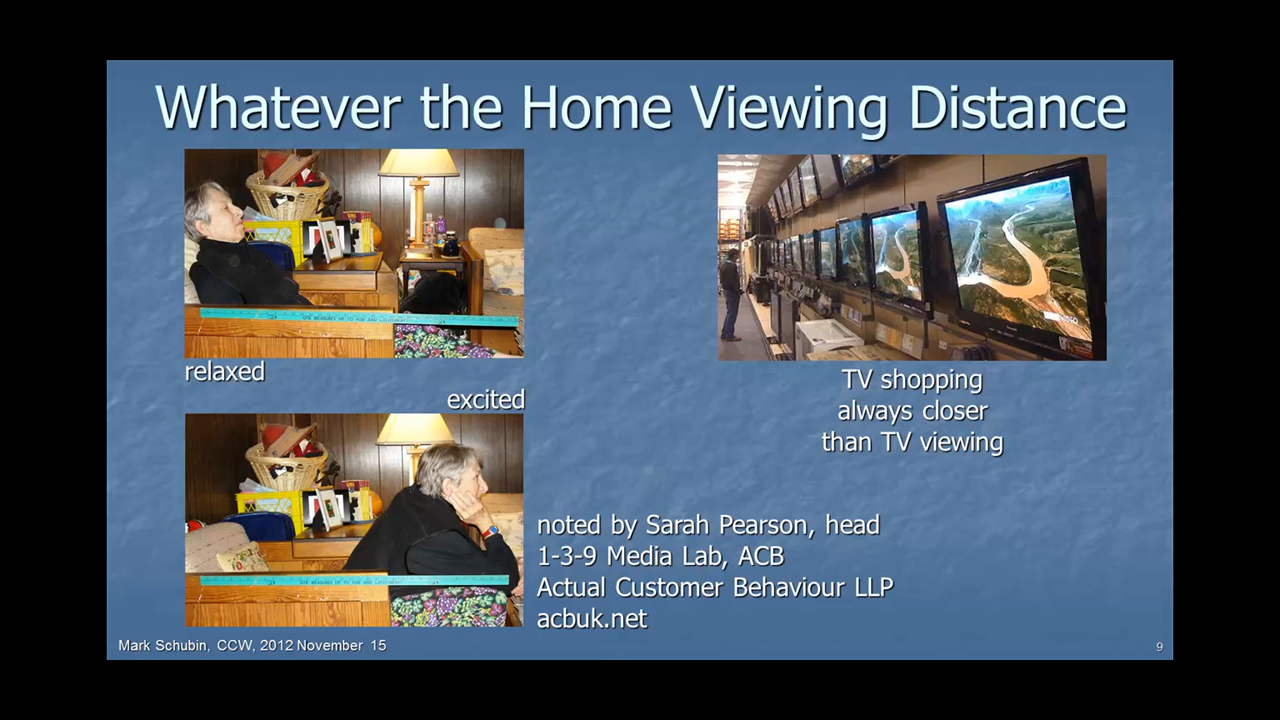 Whatever the Home Viewing Distance
relaxed
excited
TV shopping
always closer
than TV viewing
noted by Sarah Pearson, head
1-3-9 Media Lab, ACB
Actual Customer Behaviour LLP
acbuk.net
Mark Schubin, CCW, 2012 November 15
9